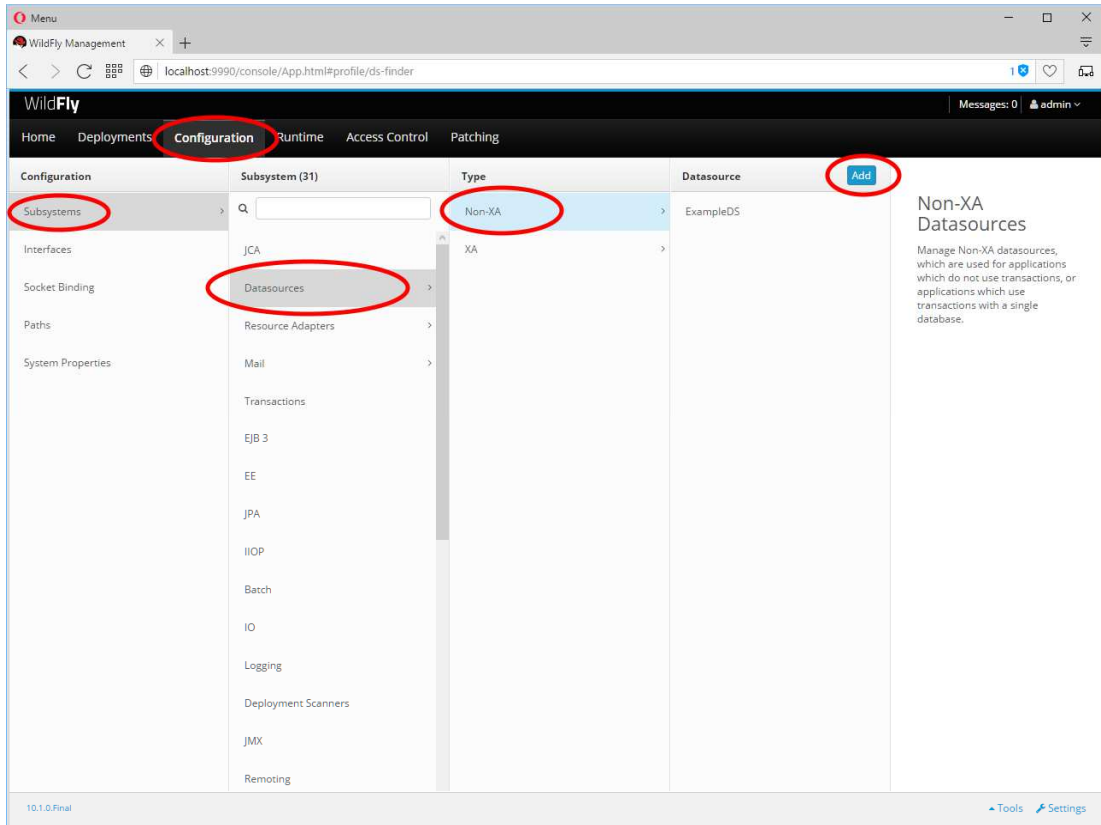 Menu
WildFly Management
localhost:9990/console/App.html#profile/ds-finder
1
WildFly
Messages: 0 admin
Home Deployments Configuration Runtime Access Control Patching
Configuration
Subsystems
Interfaces
Socket Binding
Paths
System Properties
Subsystem (31)
JCA
Datasources
Resource Adapters
Mail
Transactions
EJB 3
EE
JPA
IIOP
Batch
IO
Logging
Deployment Scanners
JMX
Remoting
Type
Non-XA
XA
Datasource Add
ExampleDS
Non-XA
Datasources
Manage Non-XA datasources,
which are used for applications
which do not use transactions, or
applications which use
transactions with a single
database.
10.1.0.Final
Tools Settings